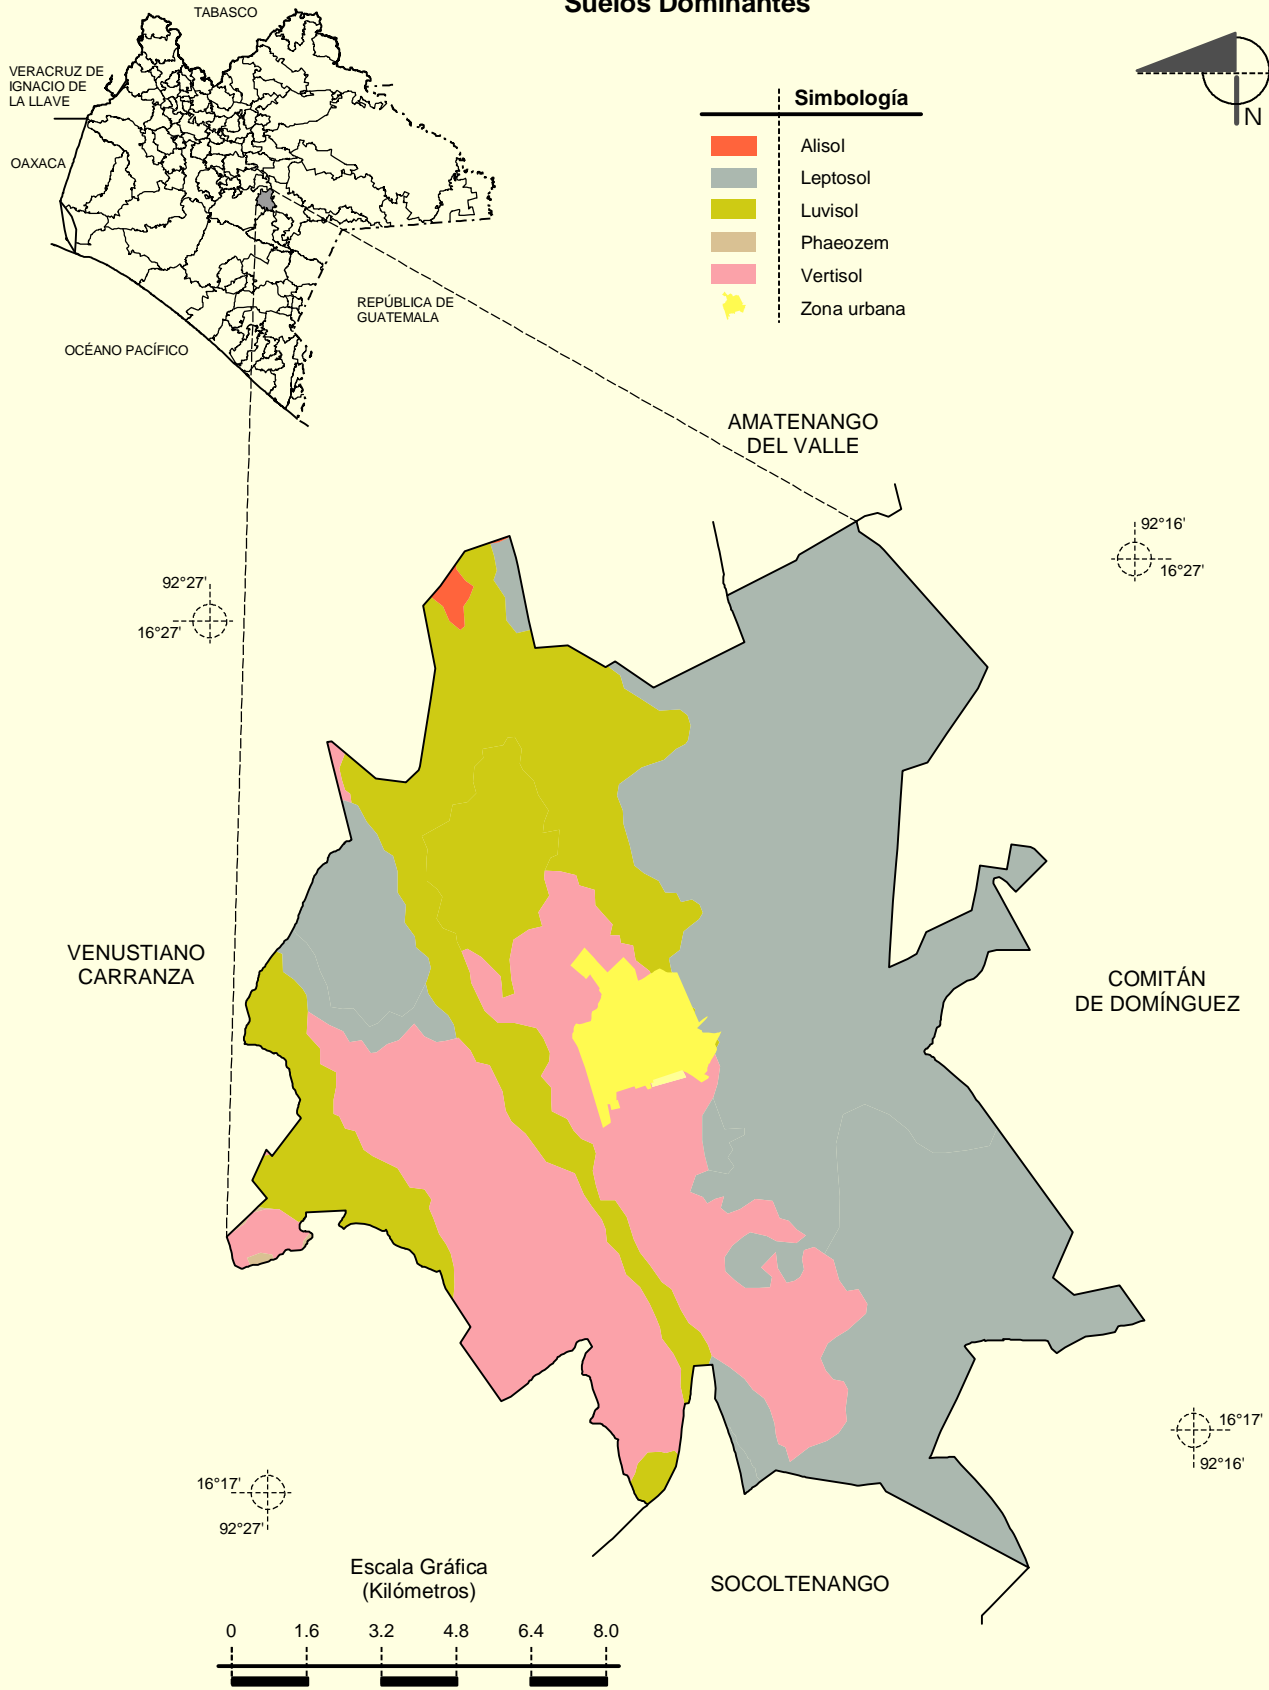 Suelos Dominantes
TABASCO
VERACRUZ DE
IGNACIO DE
LA LLAVE
OAXACA
REPÚBLICA DE
GUATEMALA
OCÉANO PACÍFICO
N
Simbología
Alisol
Leptosol
Luvisol
Phaeozem
Vertisol
Zona urbana
AMATENANGO
DEL VALLE
92°16'
16°27'
92°27'
16°27'
VENUSTIANO
CARRANZA
COMITÁN
DE DOMÍNGUEZ
16°17'
92°16'
16°17'
92°27'
SOCOLTENANGO
Escala Gráfica
(Kilómetros)
0 1.6 3.2 4.8 6.4 8.0